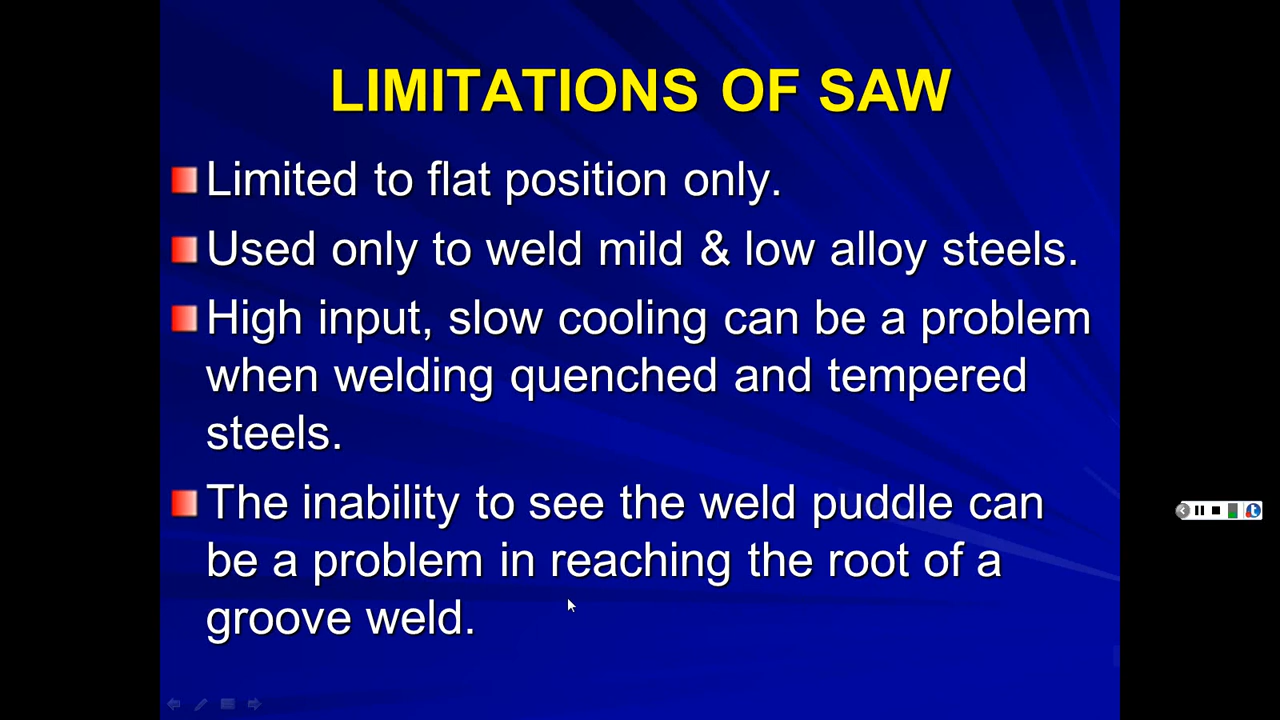 LIMITATIONS OF SAW
Limited to flat position only.
Used only to weld mild & low alloy steels.
High input, slow cooling can be a problem
when welding quenched and tempered
steels.
The inability to see the weld puddle can
be a problem in reaching the root of a
groove weld.